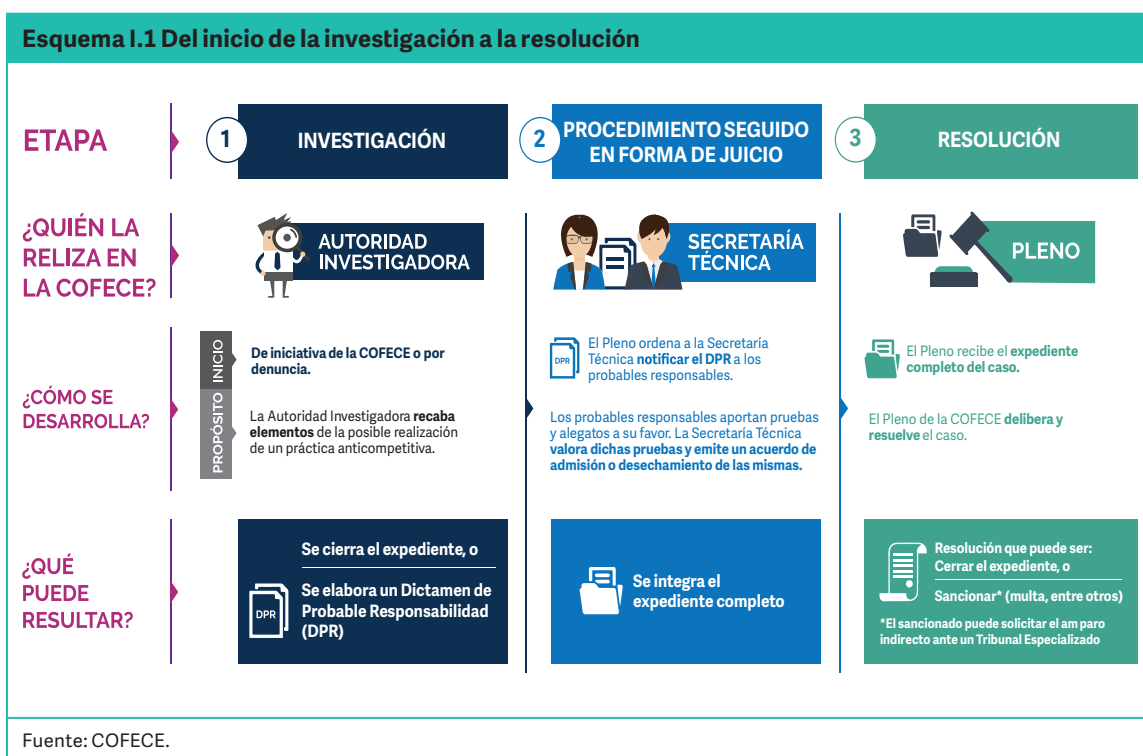 Esquema I.1 Del inicio de la investigación a la resolución
ETAPA
1
INVESTIGACIÓN
2
PROCEDIMIENTO SEGUIDO
EN FORMA DE JUICIO
3
RESOLUCIÓN
¿QUIÉN LA
RELIZA EN
LA COFECE?
AUTORIDAD
INVESTIGADORA
SECRETARÍA
TÉCNICA
PLENO
¿CÓMO SE
DESARROLLA?
INICIO
De iniciativa de la COFECE o por
denuncia.
PROPÓSITO
La Autoridad Investigadora recaba
elementos de la posible realización
de un práctica anticompetitiva.
DPR
El Pleno ordena a la Secretaría
Técnica notificar el DPR a los
probables responsables.
Los probables responsables aportan pruebas
y alegatos a su favor. La Secretaría Técnica
valora dichas pruebas y emite un acuerdo de
admisión o desechamiento de las mismas.
El Pleno recibe el expediente
completo del caso.
El Pleno de la COFECE delibera y
resuelve el caso.
¿QUÉ
PUEDE
RESULTAR?
Se cierra el expediente, o
DPR
Se elabora un Dictamen de
Probable Responsabilidad
(DPR)
Se integra el
expediente completo
Resolución que puede ser:
Cerrar el expediente, o
Sancionar* (multa, entre otros)
*El sancionado puede solicitar el am paro
indirecto ante un Tribunal Especializado
Fuente: COFECE.